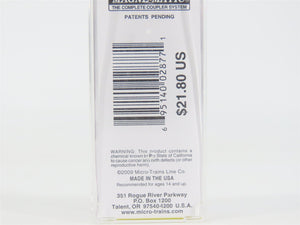 MAGNE-MATIC
THE COMPLETE COUPLER SYSTEM
PATENTS PENDING
6 95140 02877 1
$21.80 US
WARNING: This product contains a
chemical known to the State of California
to cause cancer and birth defects (or other
reproductive harm).
©2009 Micro-Trains Line Co
MADE IN THE USA
Recommended for ages 14 and up
351 Rogue River Parkway
P.O. Box 1200
Talent, OR 97540-1200 U.S.A.
www.micro-trains.com